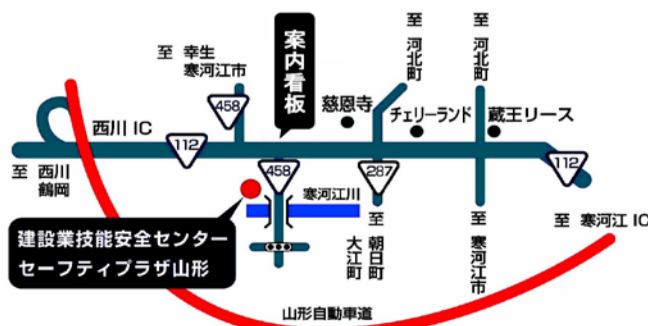 至 幸生
寒河江市
458
案内看板
至 河北町
至 河北町
慈恩寺
チェリーランド
蔵王リース
西川 IC
112
至 西川
鶴岡
458
287
112
寒河江川
建設業技能安全センター
セーフティプラザ山形
至 朝日町
大江町
至 寒河江市
至 寒河江 IC
山形自動車道